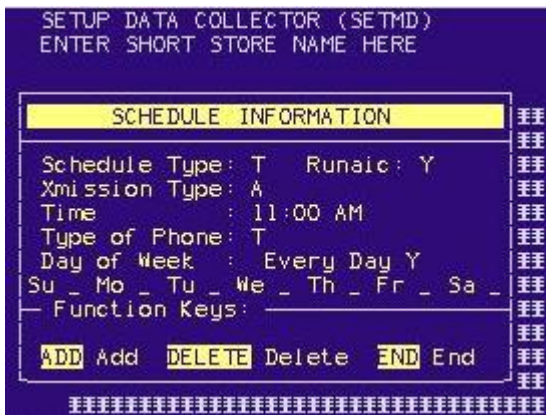 SETUP DATA COLLECTOR (SETMD)
ENTER SHORT STORE NAME HERE
SCHEDULE INFORMATION
Schedule Type: T Runaic: Y
Xmission Type: A
Time : 11:00 AM
Type of Phone: T
Day of Week : Every Day Y
Su _ Mo _ Tu _ We _ Th _ Fr _ Sa _
Function Keys:
ADD Add DELETE Delete END End